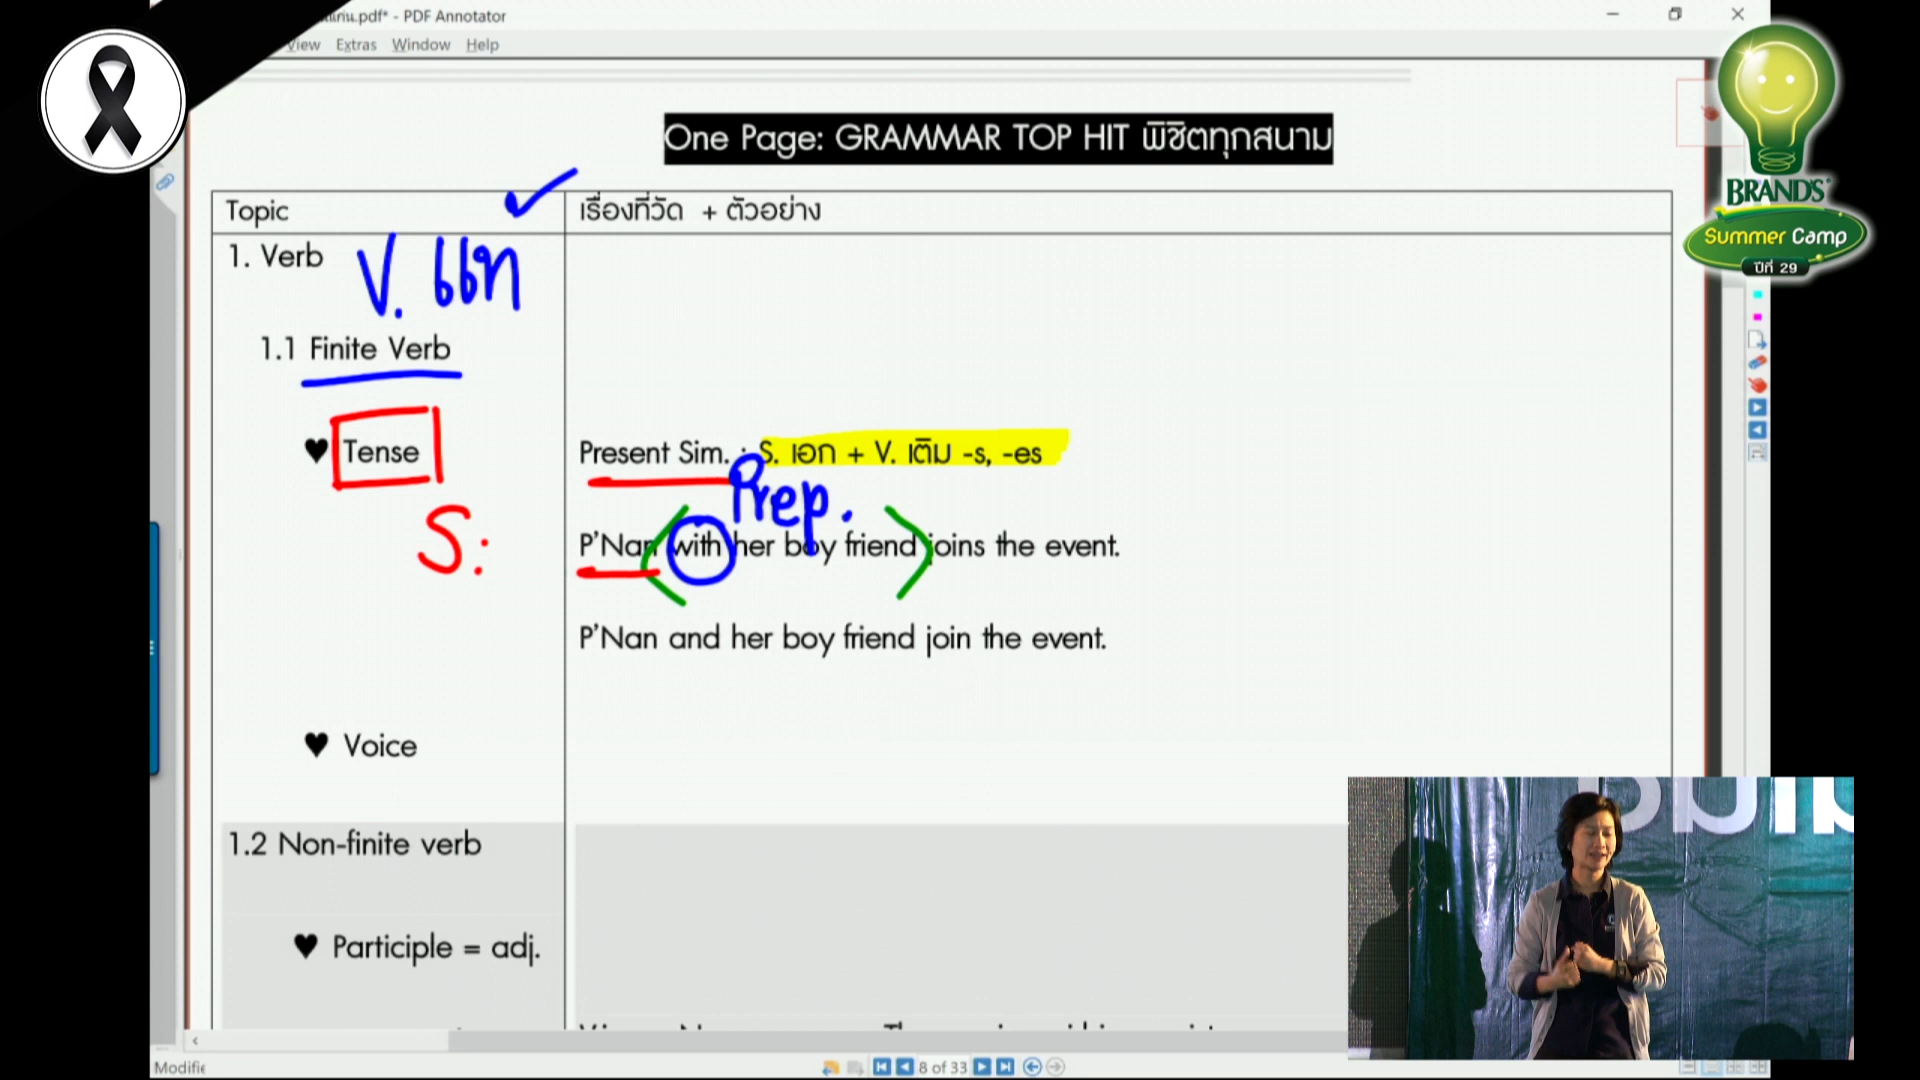 .pdf* - PDF Annotator
View Extras Window Help
One Page: GRAMMAR TOP HIT พิชิตทุกสนาม
BRAND'S
Summer Camp
ปีที่ 29
Topic
เรื่องที่วัด + ตัวอย่าง
1. Verb
V. แท
1.1 Finite Verb
♥ Tense
Present Sim. : S. เอก + V. เติม -s, -es
Prep.
S:
P'Nan with her boy friend joins the event.
P'Nan and her boy friend join the event.
♥ Voice
1.2 Non-finite verb
♥ Participle = adj.
Modifie
8 of 33